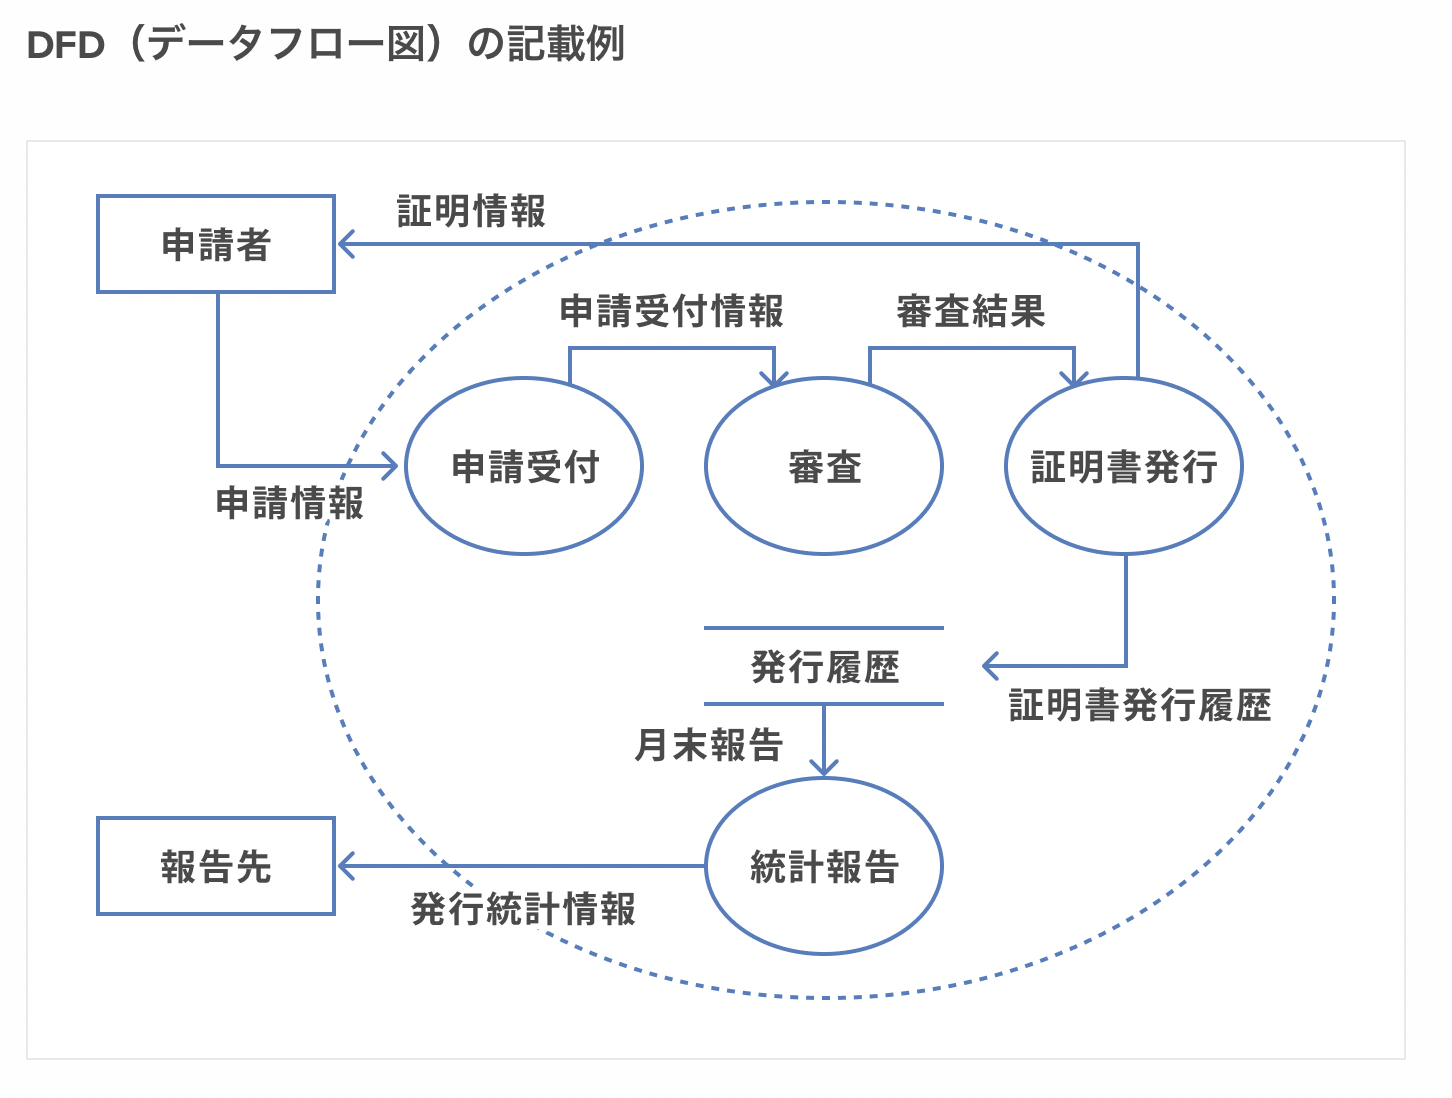 DFD（データフロー図）の記載例
証明情報
申請者
申請受付情報
審査結果
申請受付
審査
証明書発行
申請情報
発行履歴
証明書発行履歴
月末報告
報告先
統計報告
発行統計情報